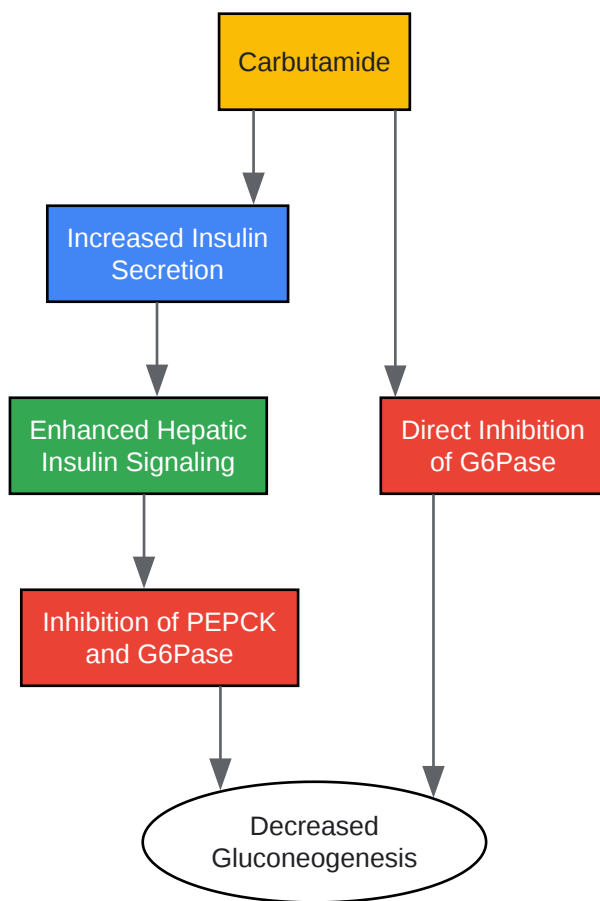 Carbutamide
Increased Insulin
Secretion
Enhanced Hepatic
Insulin Signaling
Direct Inhibition
of G6Pase
Inhibition of PEPCK
and G6Pase
Decreased
Gluconeogenesis